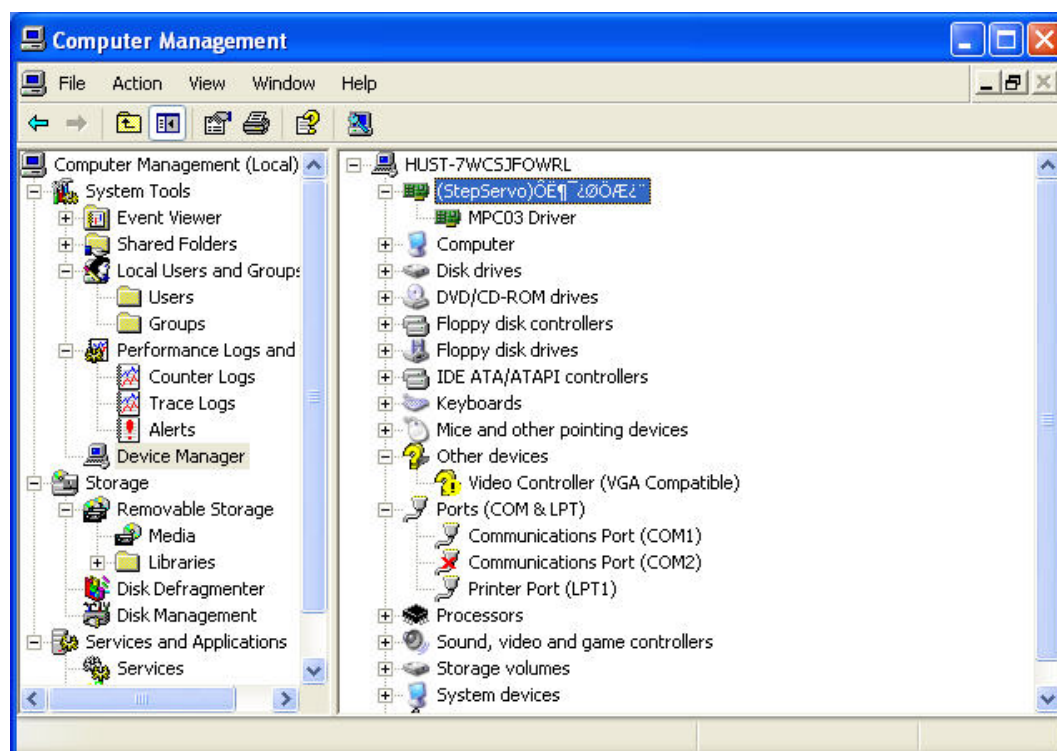 Computer Management
File Action View Window Help
Computer Management (Local)
System Tools
Event Viewer
Shared Folders
Local Users and Groups
Users
Groups
Performance Logs and
Counter Logs
Trace Logs
Alerts
Device Manager
Storage
Removable Storage
Media
Libraries
Disk Defragmenter
Disk Management
Services and Applications
Services
HUST-7WCSJFOWRL
(StepServo)ÔË¶¯¿ØÖÆ¿¨
MPC03 Driver
Computer
Disk drives
DVD/CD-ROM drives
Floppy disk controllers
Floppy disk drives
IDE ATA/ATAPI controllers
Keyboards
Mice and other pointing devices
Other devices
Video Controller (VGA Compatible)
Ports (COM & LPT)
Communications Port (COM1)
Communications Port (COM2)
Printer Port (LPT1)
Processors
Sound, video and game controllers
Storage volumes
System devices